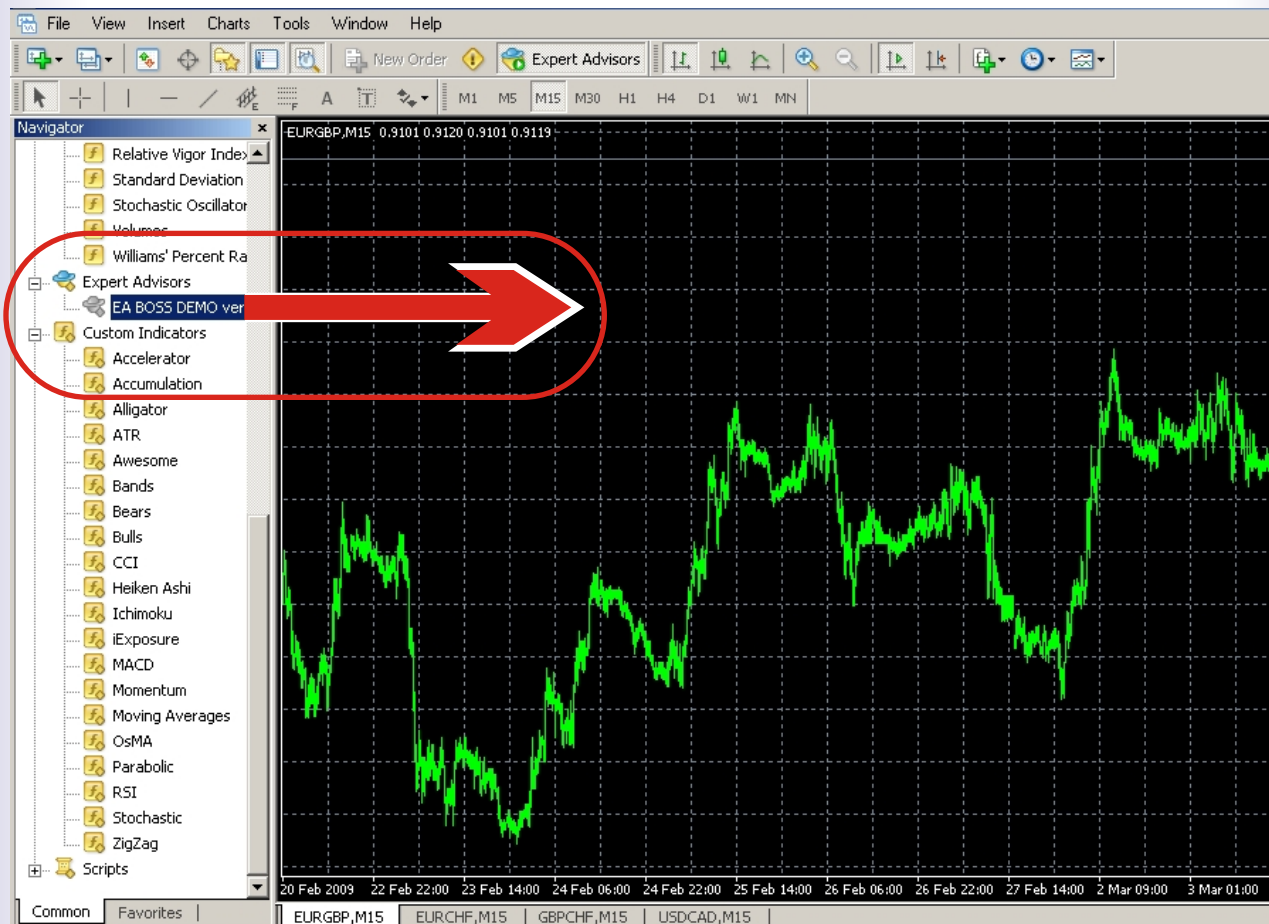 File View Insert Charts Tools Window Help
New Order Expert Advisors
A T M1 M5 M15 M30 H1 H4 D1 W1 MN
E F
Navigator
Relative Vigor Index
Standard Deviation
Stochastic Oscillator
Volumes
Williams' Percent Ra
Expert Advisors
EA BOSS DEMO ver
Custom Indicators
Accelerator
Accumulation
Alligator
ATR
Awesome
Bands
Bears
Bulls
CCI
Heiken Ashi
Ichimoku
iExposure
MACD
Momentum
Moving Averages
OsMA
Parabolic
RSI
Stochastic
ZigZag
Scripts
Common Favorites
EURGBP,M15 0.9101 0.9120 0.9101 0.9119
20 Feb 2009 22 Feb 22:00 23 Feb 14:00 24 Feb 06:00 24 Feb 22:00 25 Feb 14:00 26 Feb 06:00 26 Feb 22:00 27 Feb 14:00 2 Mar 09:00 3 Mar 01:00
EURGBP,M15 EURCHF,M15 GBPCHF,M15 USDCAD,M15